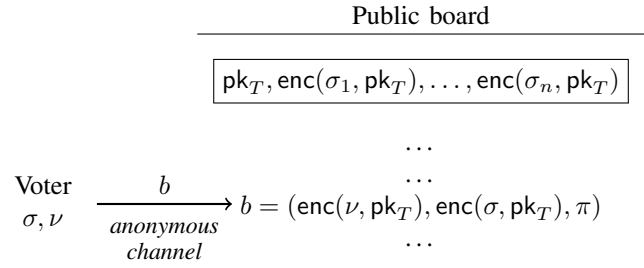 Public board
pk_T, enc(σ_1, pk_T), …, enc(σ_n, pk_T)
…
…
Voter
σ, ν
b
anonymous
channel
b = (enc(ν, pk_T), enc(σ, pk_T), π)
…